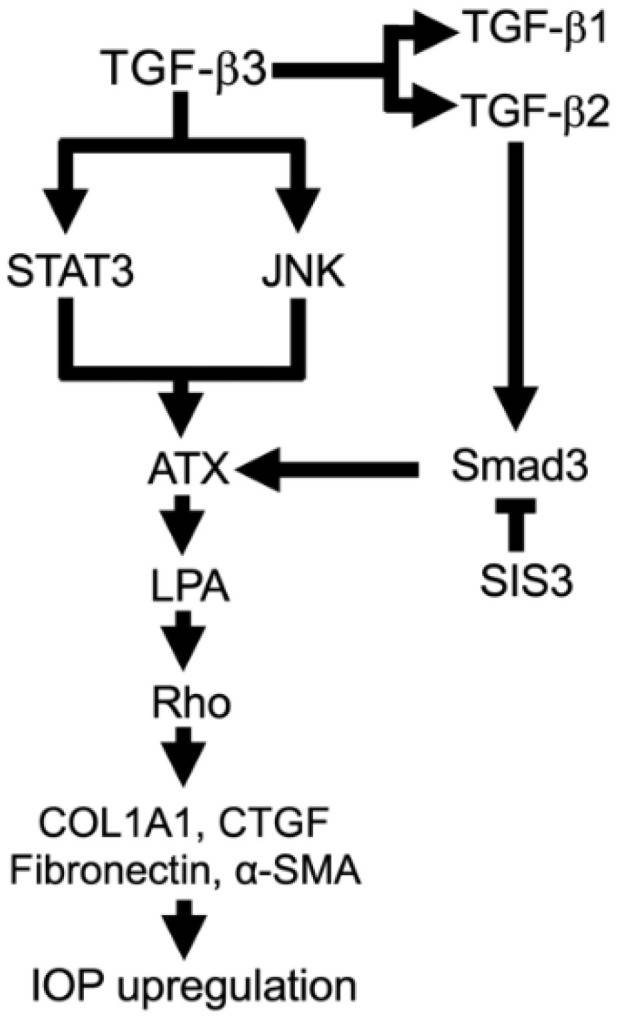 TGF-β1
TGF-β3
TGF-β2
STAT3
JNK
ATX
Smad3
LPA
SIS3
Rho
COL1A1, CTGF
Fibronectin, α-SMA
IOP upregulation